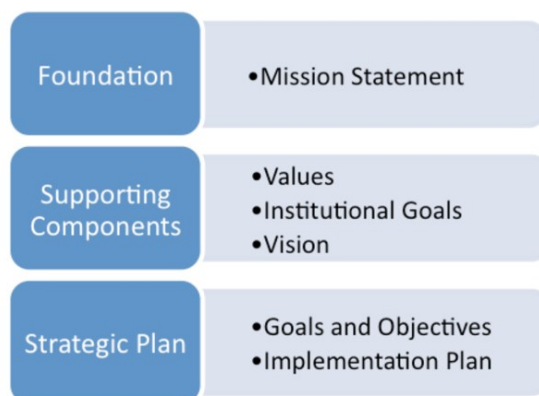 Foundation
•Mission Statement
Supporting
Components
•Values
•Institutional Goals
•Vision
Strategic Plan
•Goals and Objectives
•Implementation Plan